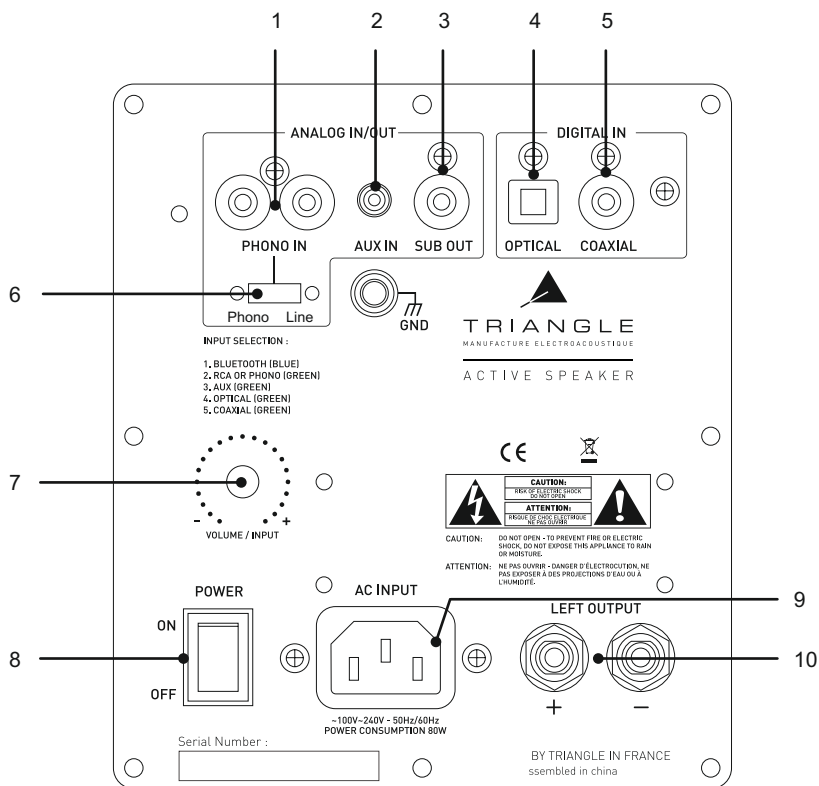 1 2 3 4 5
ANALOG IN/OUT
DIGITAL IN
PHONO IN
AUX IN
SUB OUT
OPTICAL
COAXIAL
6
Phono Line
GND
TRIANGLE
MANUFACTURE ELECTROACOUSTIQUE
ACTIVE SPEAKER
INPUT SELECTION :
1. BLUETOOTH (BLUE)
2. RCA OR PHONO (GREEN)
3. AUX (GREEN)
4. OPTICAL (GREEN)
5. COAXIAL (GREEN)
7
- +
VOLUME / INPUT
CE
CAUTION:
RISK OF ELECTRIC SHOCK
DO NOT OPEN
ATTENTION:
RISQUE DE CHOC ELECTRIQUE
NE PAS OUVRIR
CAUTION: DO NOT OPEN - TO PREVENT FIRE OR ELECTRIC
SHOCK, DO NOT EXPOSE THIS APPLIANCE TO RAIN
OR MOISTURE.
ATTENTION: NE PAS OUVRIR - DANGER D'ÉLECTROCUTION, NE
PAS EXPOSER À DES PROJECTIONS D'EAU OU À
L'HUMIDITÉ.
POWER
ON
OFF
8
AC INPUT
9
~100V~240V - 50Hz/60Hz
POWER CONSUMPTION 80W
LEFT OUTPUT
10
+ -
Serial Number :
BY TRIANGLE IN FRANCE
ssembled in china